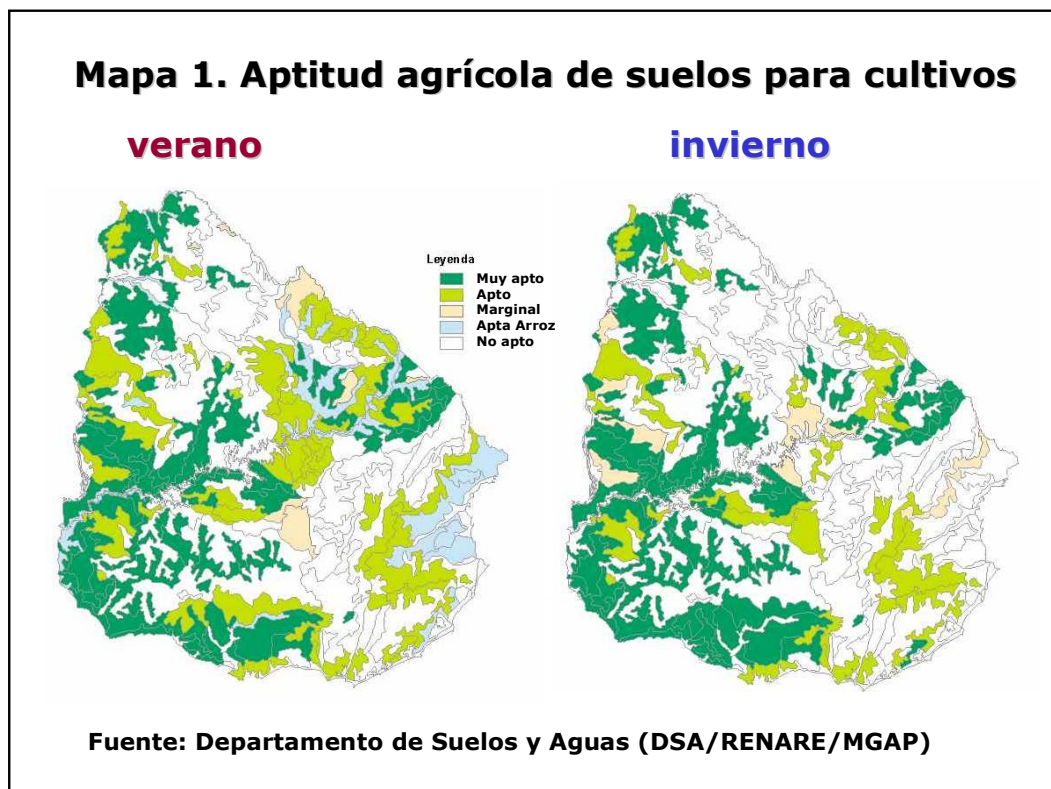 Mapa 1. Aptitud agrícola de suelos para cultivos
verano
invierno
Leyenda
Muy apto
Apto
Marginal
Apta Arroz
No apto
Fuente: Departamento de Suelos y Aguas (DSA/RENARE/MGAP)